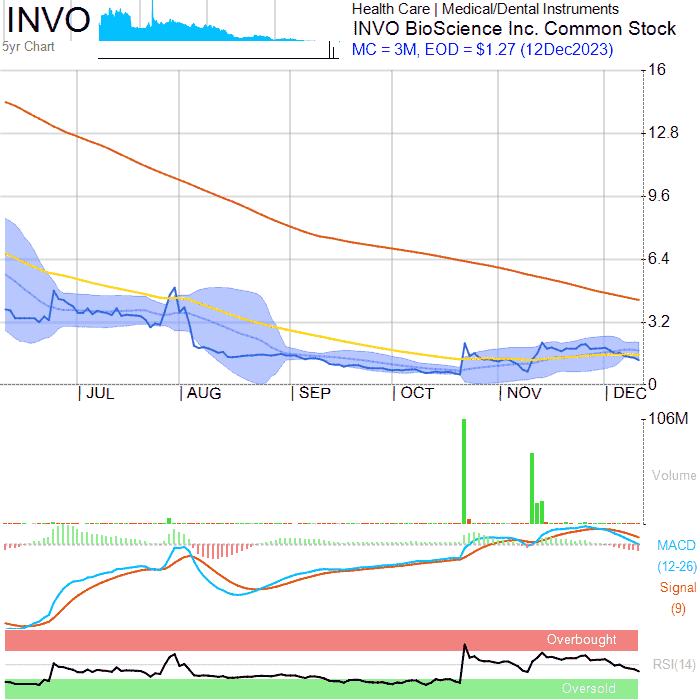 INVO
5yr Chart
Health Care | Medical/Dental Instruments
INVO BioScience Inc. Common Stock
MC = 3M, EOD = $1.27 (12Dec2023)
16
12.8
9.6
6.4
3.2
0
JUL
AUG
SEP
OCT
NOV
DEC
106M
Volume
MACD
(12-26)
Signal
(9)
Overbought
RSI(14)
Oversold